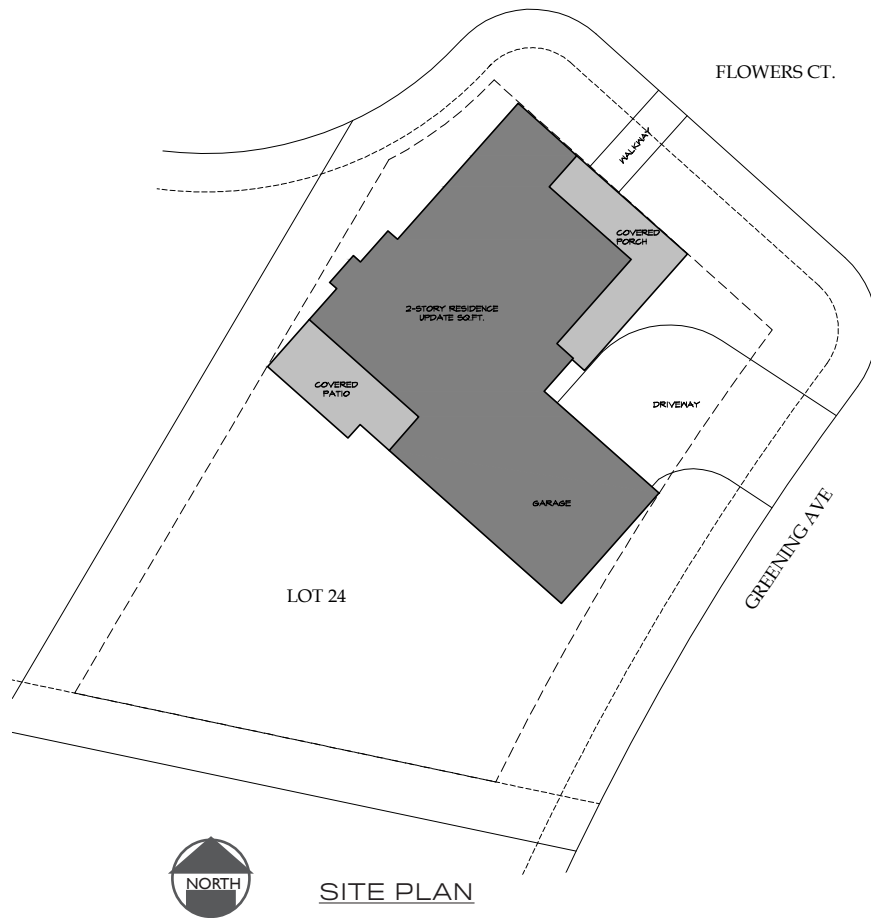 FLOWERS CT.
WALKWAY
COVERED
PORCH
2-STORY RESIDENCE
UPDATE SQ.FT.
COVERED
PATIO
DRIVEWAY
GARAGE
GREENING AVE
LOT 24
NORTH
SITE PLAN